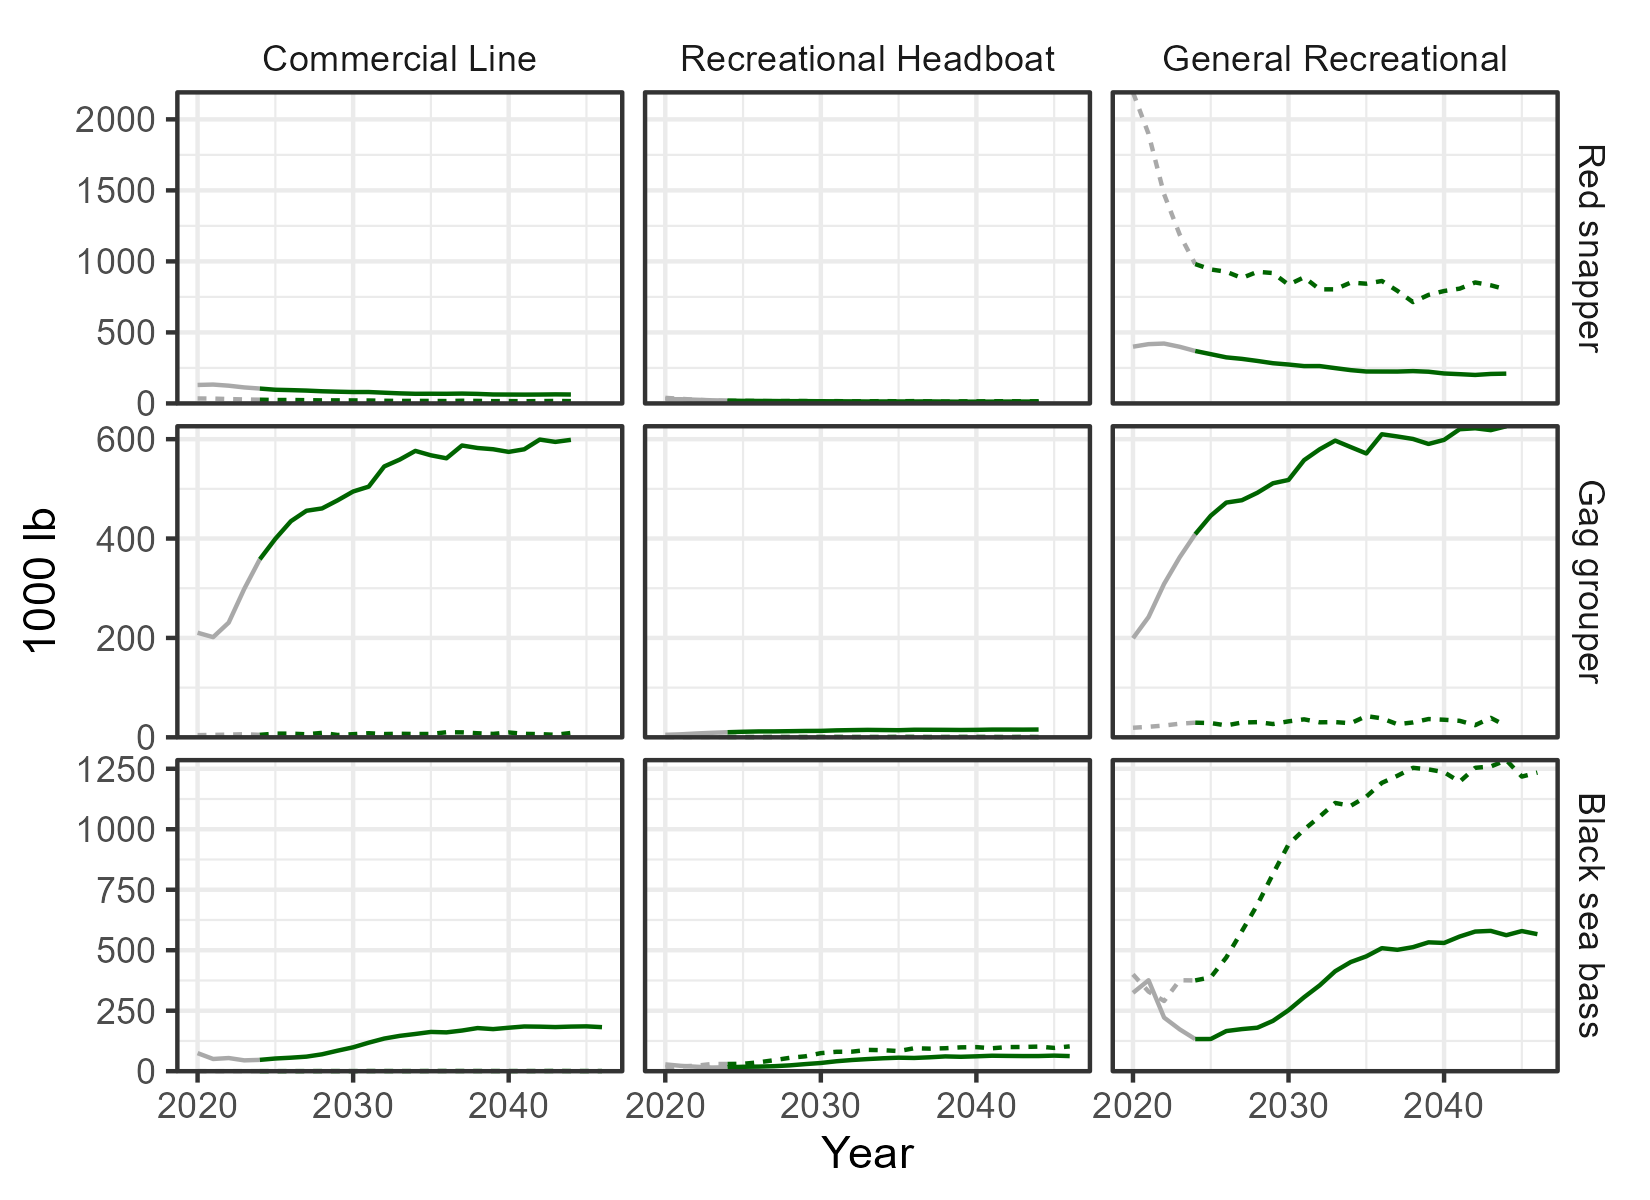 Commercial Line
Recreational Headboat
General Recreational
2000
1500
1000
500
0
Red snapper
600
400
200
0
Gag grouper
1250
1000
750
500
250
0
Black sea bass
2020 2030 2040
2020 2030 2040
2020 2030 2040
1000 lb
Year